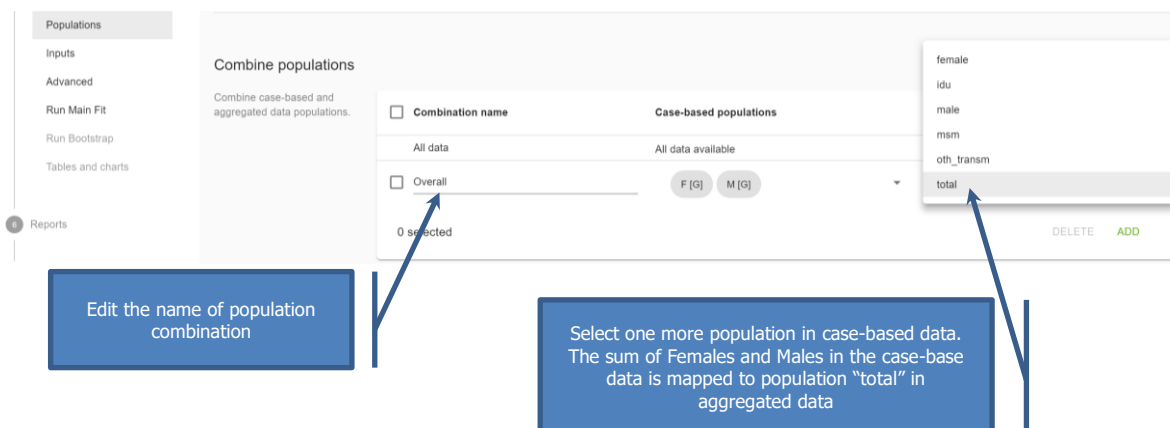 Populations
Inputs
Advanced
Run Main Fit
Run Bootstrap
Tables and charts
6 Reports
Combine populations
Combine case-based and
aggregated data populations.
Combination name Case-based populations
All data All data available
Overall F [G] M [G]
0 selected DELETE ADD
female
idu
male
msm
oth_transm
total
Edit the name of population
combination
Select one more population in case-based data.
The sum of Females and Males in the case-base
data is mapped to population “total” in
aggregated data